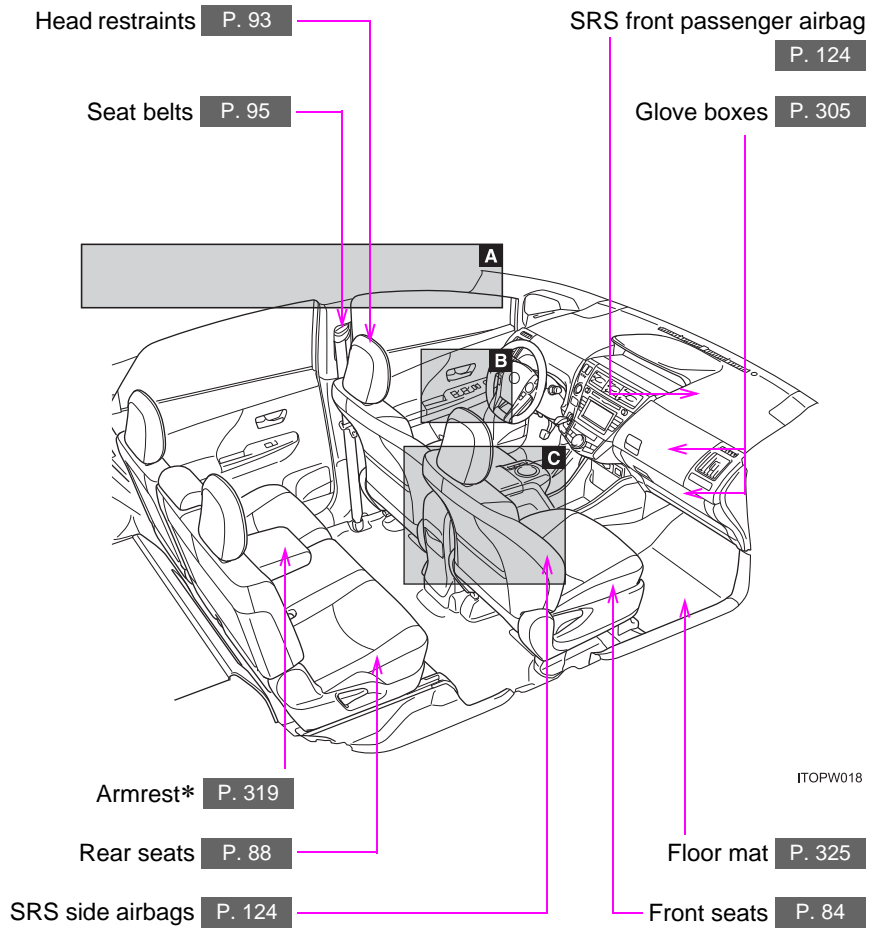 Head restraints P. 93
SRS front passenger airbag
P. 124
Seat belts P. 95
Glove boxes P. 305
A
B
C
ITOPW018
Armrest* P. 319
Rear seats P. 88
Floor mat P. 325
SRS side airbags P. 124
Front seats P. 84